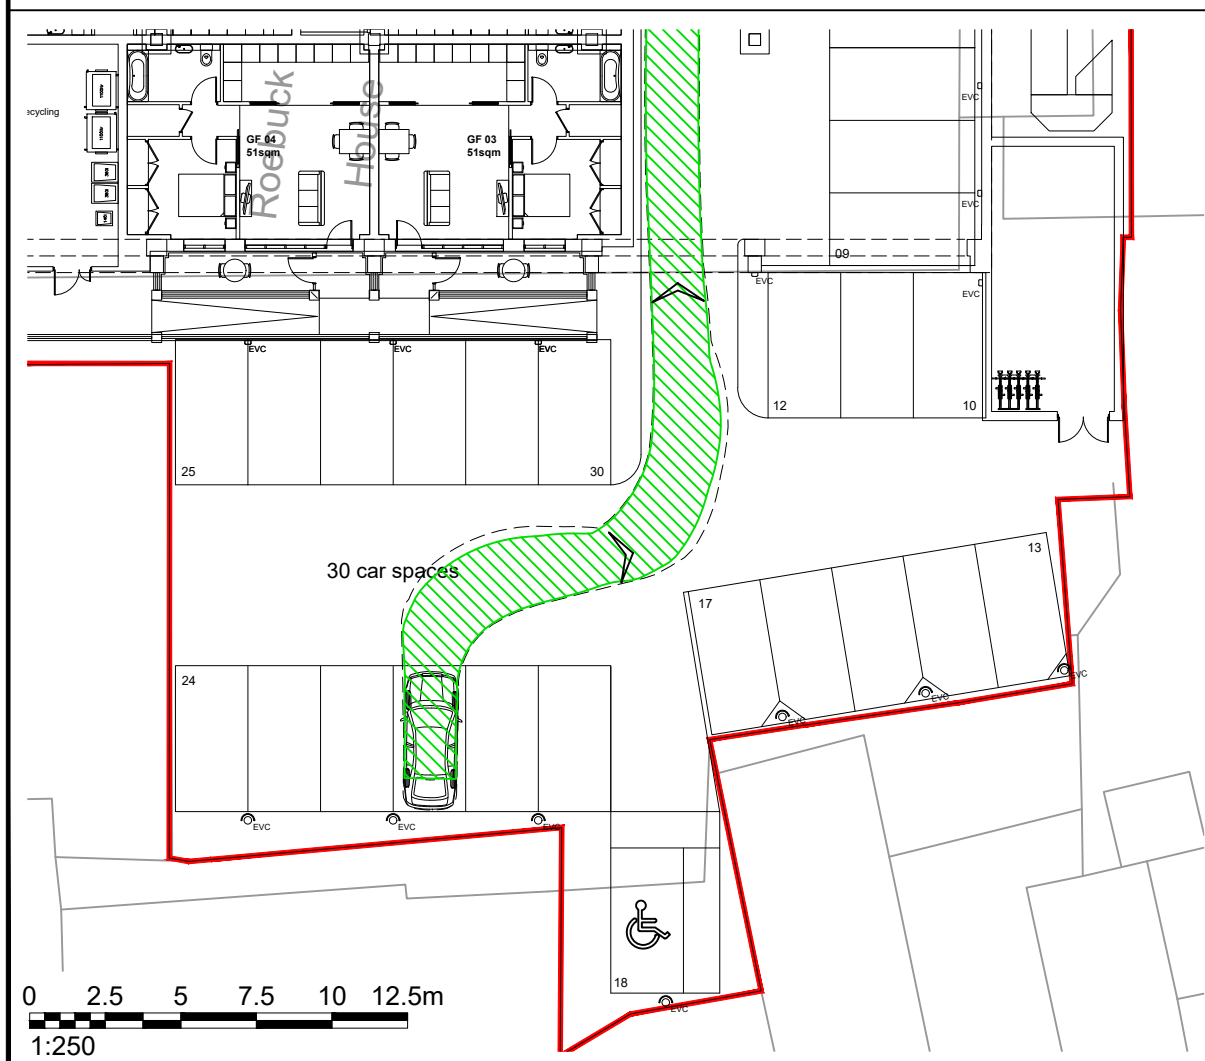 ecycling
Roebuck
House
GF 04
51sqm
GF 03
51sqm
EVC
EVC
09
EVC
EVC
EVC
EVC
EVC
12
10
25
30
30 car spaces
13
17
24
EVC
EVC
EVC
EVC
EVC
EVC
18
EVC
0 2.5 5 7.5 10 12.5m
1:250